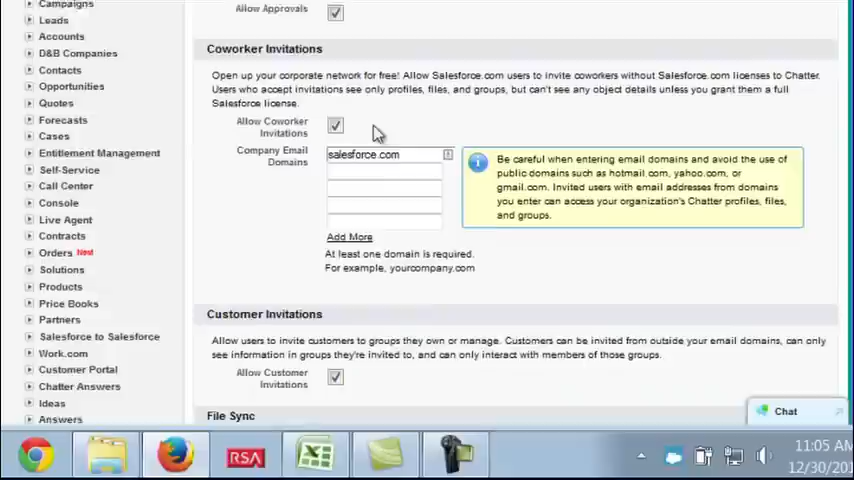 Campaigns
Leads
Accounts
D&B Companies
Contacts
Opportunities
Quotes
Forecasts
Cases
Entitlement Management
Self-Service
Call Center
Console
Live Agent
Contracts
Orders New!
Solutions
Products
Price Books
Partners
Salesforce to Salesforce
Work.com
Customer Portal
Chatter Answers
Ideas
Answers
Allow Approvals
Coworker Invitations
Open up your corporate network for free! Allow Salesforce.com users to invite coworkers without Salesforce.com licenses to Chatter.
Users who accept invitations see only profiles, files, and groups, but can't see any object details unless you grant them a full
Salesforce license.
Allow Coworker
Invitations
Company Email
Domains
salesforce.com
Be careful when entering email domains and avoid the use of
public domains such as hotmail.com, yahoo.com, or
gmail.com. Invited users with email addresses from domains
you enter can access your organization's Chatter profiles, files,
and groups.
Add More
At least one domain is required.
For example, yourcompany.com
Customer Invitations
Allow users to invite customers to groups they own or manage. Customers can be invited from outside your email domains, can only
see information in groups they're invited to, and can only interact with members of those groups.
Allow Customer
Invitations
File Sync
Chat
RSA
11:05 AM
12/30/201